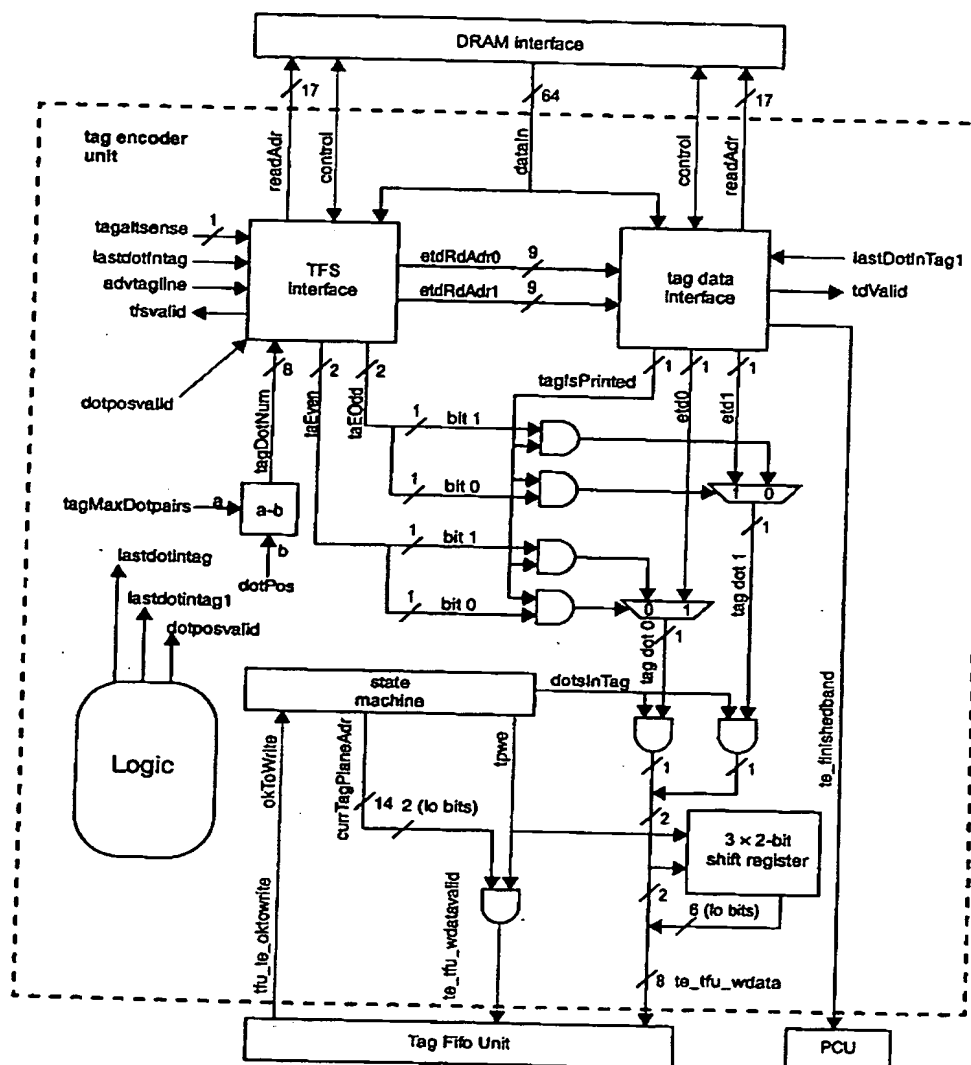 DRAM interface
17
64
17
tag encoder
unit
readAdr
control
dataIn
control
readAdr
tagaltsense
1
lastdotintag
advtagline
tfsvalid
dotposvalid
TFS
interface
etdRdAdr0
9
etdRdAdr1
9
tag data
interface
lastDotInTag1
tdValid
8
2
2
tagDotNum
taEven
taEOdd
tagIsPrinted
1
1
1
etd0
etd1
1
bit 1
1
bit 0
1
bit 1
1
bit 0
1
0
1
0
1
1
tag dot 0
tag dot 1
tagMaxDotpairs
a
a-b
b
dotPos
lastdotintag
lastdotintag1
dotposvalid
Logic
state
machine
dotsInTag
okToWrite
currTagPlaneAdr
14
2 (lo bits)
tpwe
1
1
2
3 × 2-bit
shift register
2
6 (lo bits)
8
te_tfu_wdata
tfu_te_oktowrite
te_tfu_wdatavalid
te_finishedband
Tag Fifo Unit
PCU